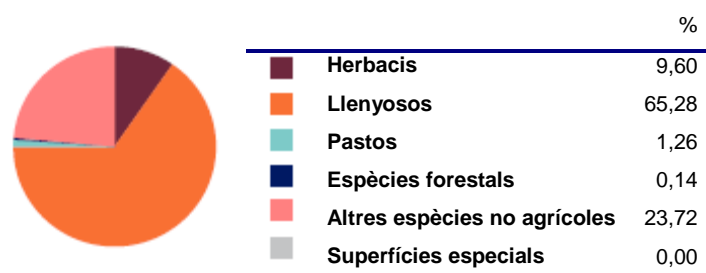 %
Herbacis 9,60
Llenyosos 65,28
Pastos 1,26
Espècies forestals 0,14
Altres espècies no agrícoles 23,72
Superfícies especials 0,00